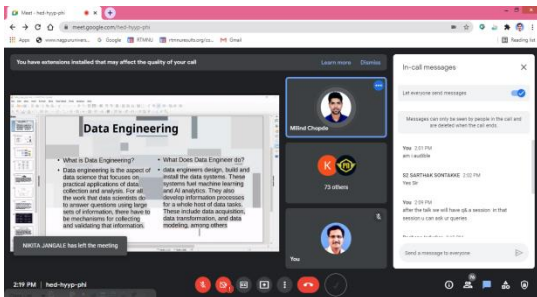 Meet - hed-hyyp-phi
meet.google.com/hed-hyyp-phi
Apps
Google
RTMNU
Gmail
Reading list
You have extensions installed that may affect the quality of your call
Learn more
Dismiss
Data Engineering
• What is Data Engineering?
• Data engineering is the aspect of
data science that focuses on
practical applications of data
collection and analysis. For all
the work that data scientists do
to answer questions using large
sets of information, there have to
be mechanisms for collecting
and validating that information.
• What Does Data Engineer do?
• data engineers design, build and
install the data systems. These
systems fuel machine learning
and AI analytics. They also
develop information processes
for a whole host of data tasks.
These include data acquisition,
data transformation, and data
modeling, among others
NIKITA JANGALE has left the meeting
Milind Chapde
K
73 others
You
In-call messages
Let everyone send messages
Messages can only be seen by people in the call and
are deleted when the call ends
You 2:01 PM
am i audible
52 SARTHAK SONTAKKE 2:02 PM
Yes Sir
You
after the talk we will have q&a session in that
session u can ask ur queries
Send a message to everyone
2:19 PM | hed-hyyp-phi